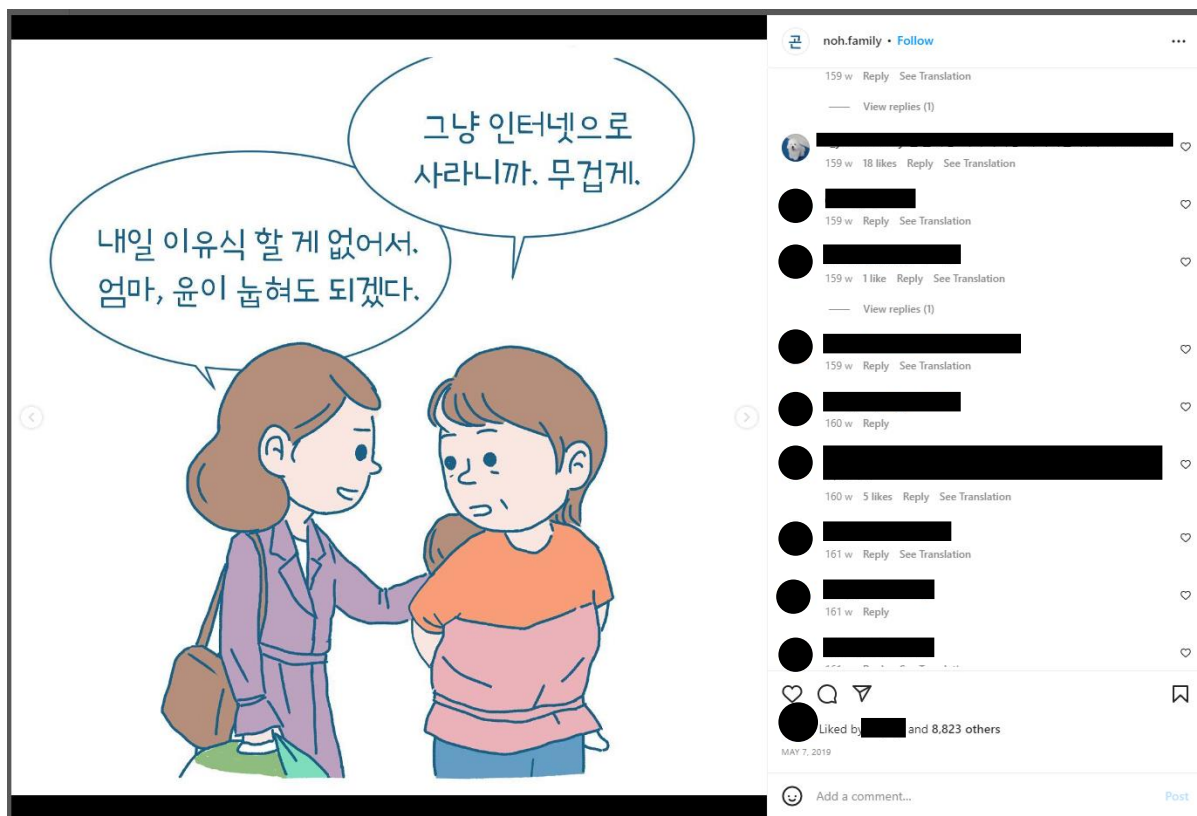 그냥 인터넷으로
사라니까. 무겁게.
내일 이유식 할 게 없어서.
엄마, 윤이 눕혀도 되겠다.
곤
noh.family • Follow
159 w Reply See Translation
View replies (1)
159 w 18 likes Reply See Translation
159 w Reply See Translation
159 w 1 like Reply See Translation
View replies (1)
159 w Reply See Translation
160 w Reply
160 w 5 likes Reply See Translation
161 w Reply See Translation
161 w Reply
Liked by and 8,823 others
MAY 7, 2019
Add a comment...
Post